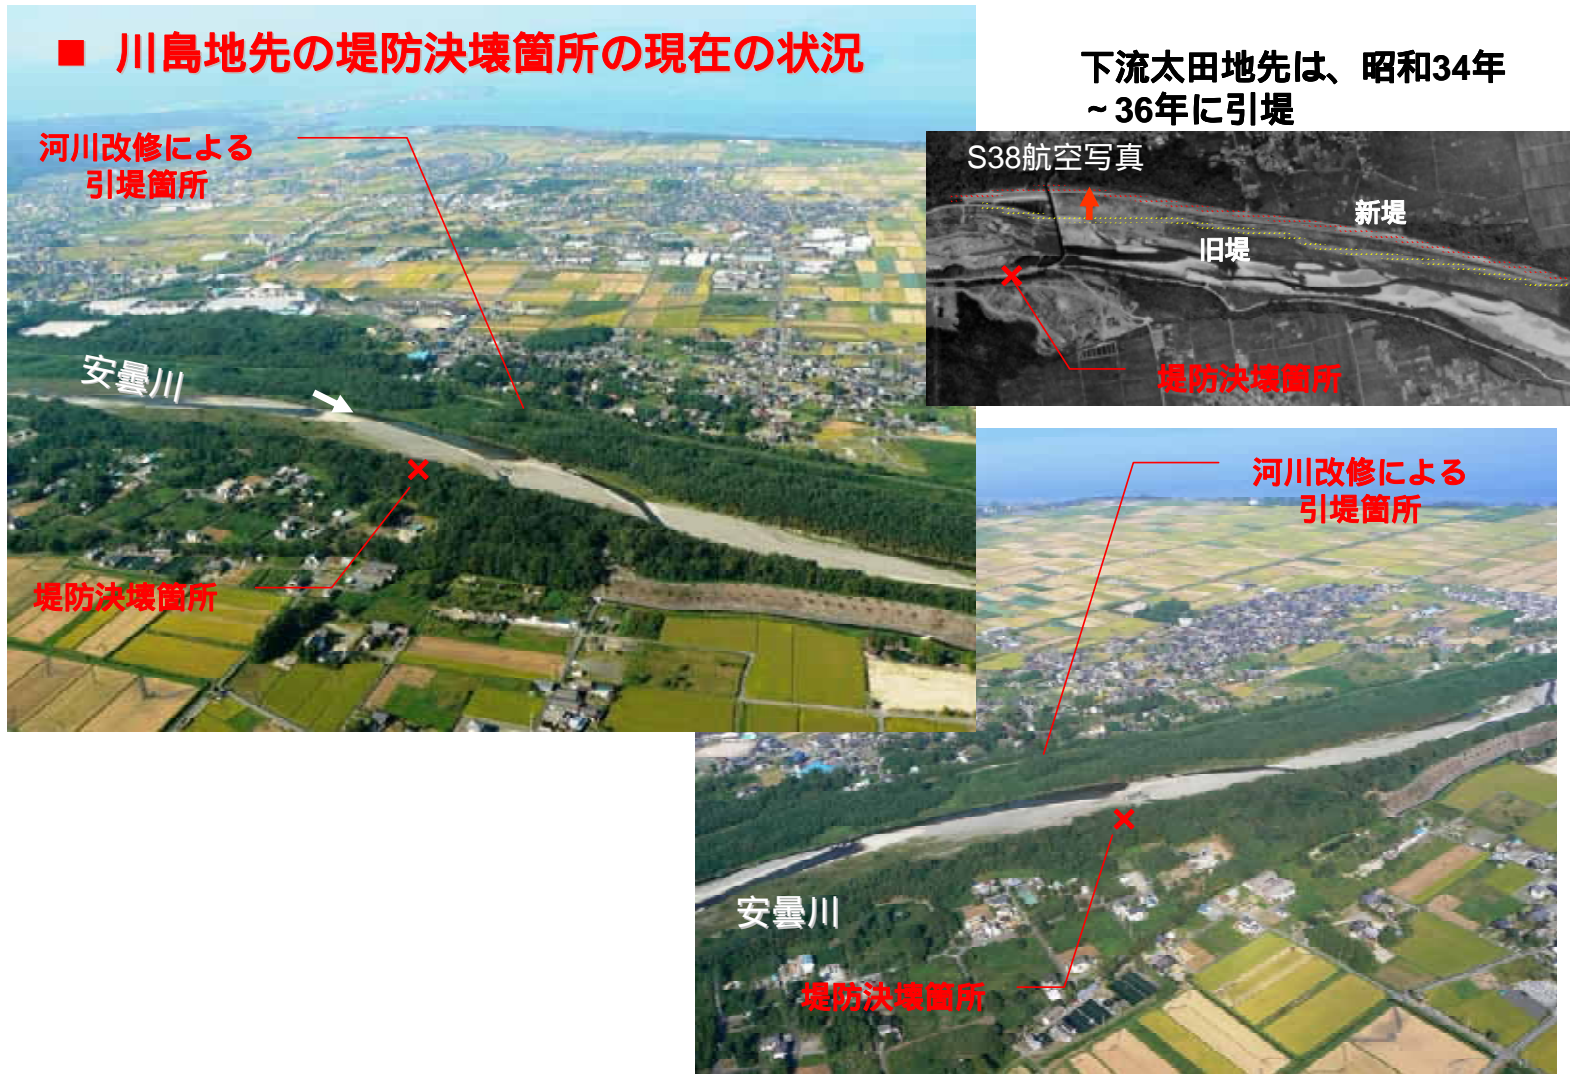 ■ 川島地先の堤防決壊箇所の現在の状況
河川改修による
引堤箇所
安曇川
堤防決壊箇所
下流太田地先は、昭和34年
～36年に引堤
S38航空写真
新堤
旧堤
堤防決壊箇所
河川改修による
引堤箇所
安曇川
堤防決壊箇所